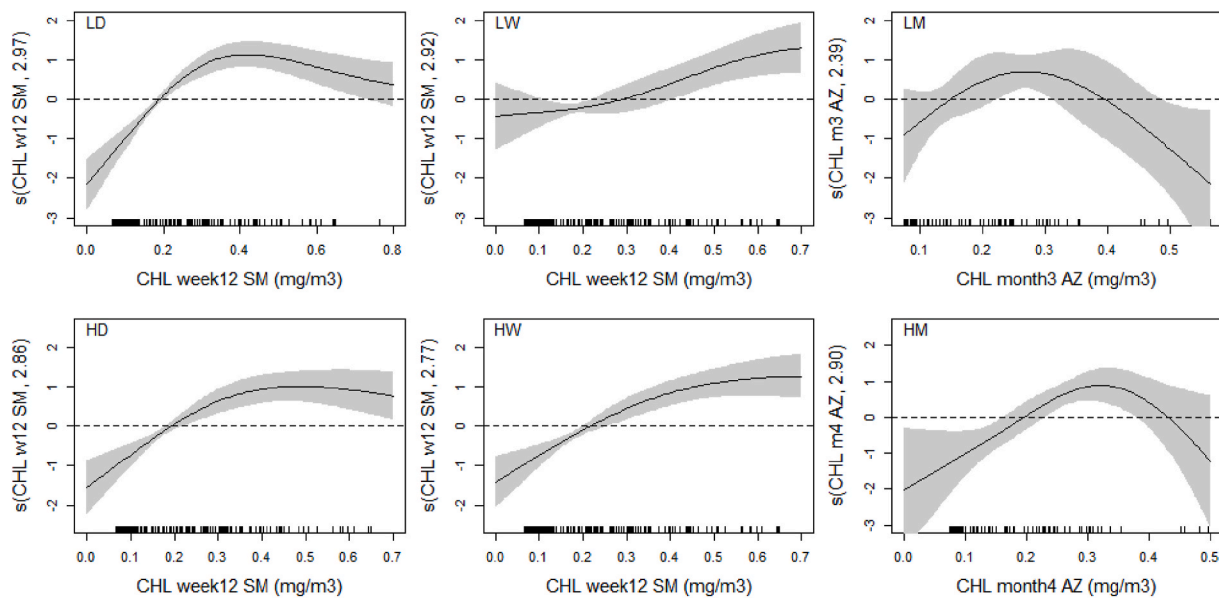 LD
s(CHL w12 SM, 2.97)
2
1
0
-1
-2
-3
0.0 0.2 0.4 0.6 0.8
CHL week12 SM (mg/m3)
LW
s(CHL w12 SM, 2.92)
2
1
0
-1
-2
-3
0.0 0.1 0.2 0.3 0.4 0.5 0.6 0.7
CHL week12 SM (mg/m3)
LM
s(CHL m3 AZ, 2.39)
2
1
0
-1
-2
-3
0.1 0.2 0.3 0.4 0.5
CHL month3 AZ (mg/m3)
HD
s(CHL w12 SM, 2.86)
2
1
0
-1
-2
0.0 0.1 0.2 0.3 0.4 0.5 0.6 0.7
CHL week12 SM (mg/m3)
HW
s(CHL w12 SM, 2.77)
2
1
0
-1
-2
0.0 0.1 0.2 0.3 0.4 0.5 0.6 0.7
CHL week12 SM (mg/m3)
HM
s(CHL m4 AZ, 2.90)
2
1
0
-1
-2
-3
0.0 0.1 0.2 0.3 0.4 0.5
CHL month4 AZ (mg/m3)